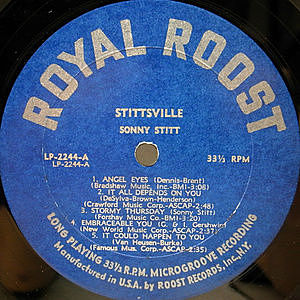 ROYAL ROOST
STITTSVILLE
SONNY STITT
LP-2244-A
LP-2244-A
33⅓ RPM
1. ANGEL EYES (Dennis-Brent)
(Bradshaw Music, Inc.-BMI-3:08)
2. IT ALL DEPENDS ON YOU
(DeSylva-Brown-Henderson)
(Crawford Music Corp.-ASCAP-2:48)
3. STORMY THURSDAY (Sonny Stitt)
(Forshay Music Co.-BMI-3:20)
4. EMBRACEABLE YOU (G. & I. Gershwin)
(New World Music Corp.-ASCAP-2:37)
5. IT COULD HAPPEN TO YOU
(Van Heusen-Burke)
(Famous Mus. Corp.-ASCAP-2:35)
LONG PLAYING 33⅓ R.P.M. MICROGROOVE RECORDING
Manufactured in U.S.A. by ROOST RECORDS, Inc., N.Y.